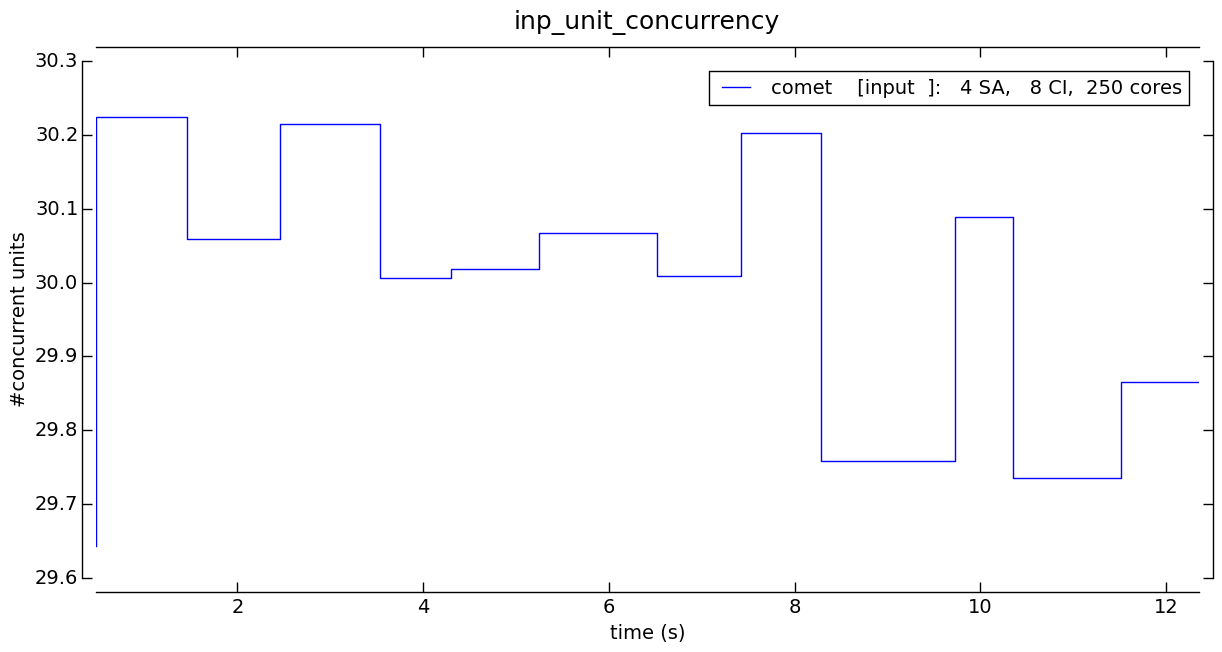 inp_unit_concurrency
comet    [input  ]:   4 SA,   8 CI,  250 cores
30.3
30.2
30.1
30.0
29.9
29.8
29.7
29.6
#concurrent units
2 4 6 8 10 12
time (s)